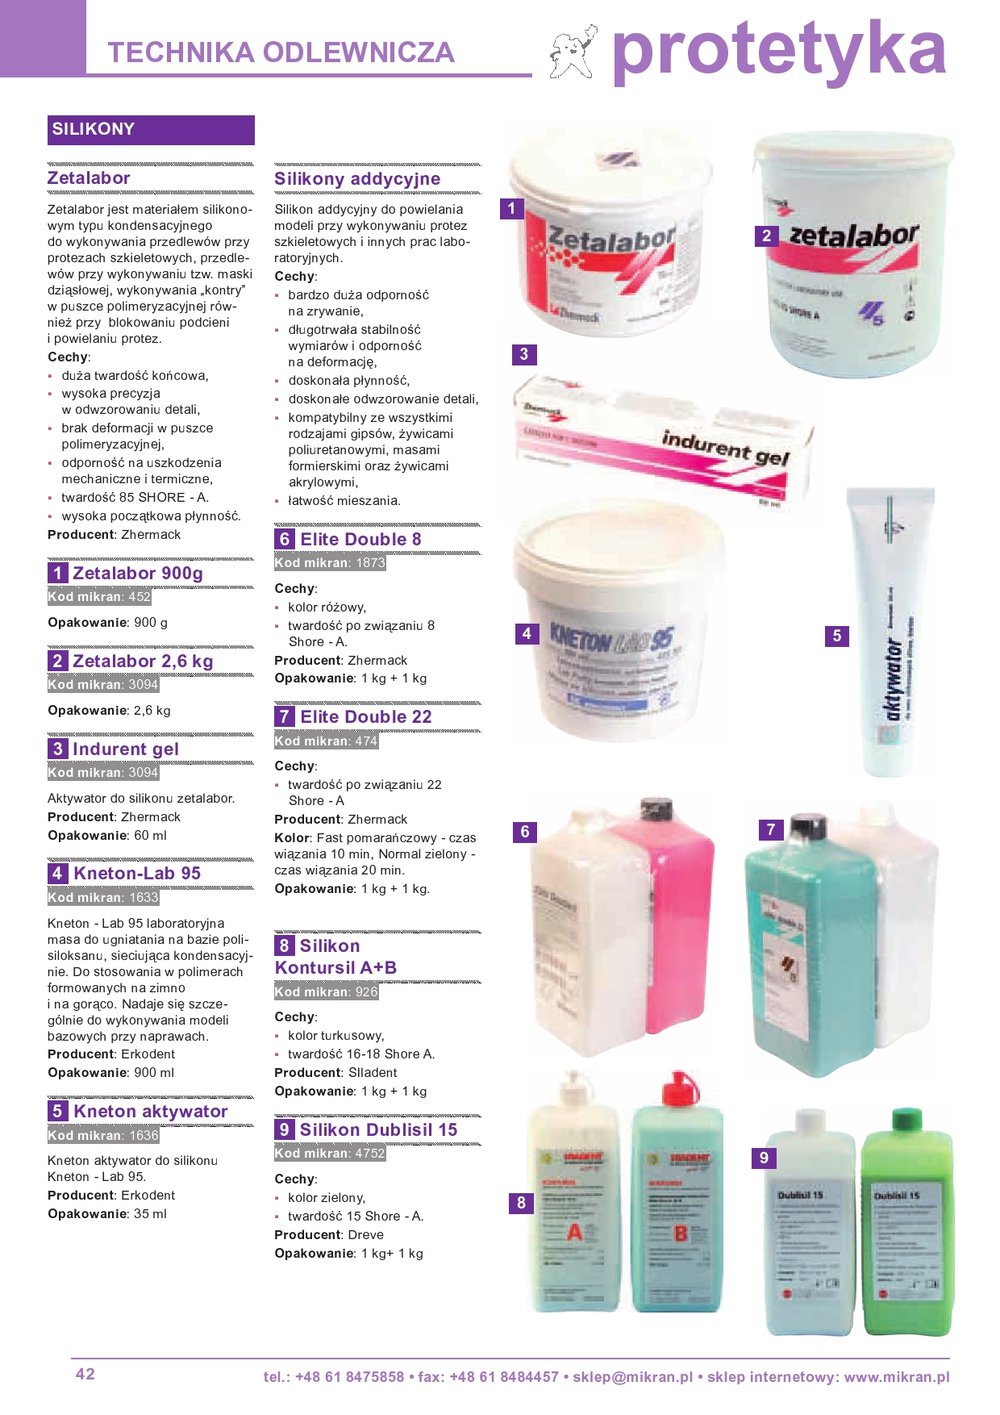 TECHNIKA ODLEWNICZA
protetyka
SILIKONY
Zetalabor
Zetalabor jest materiałem silikono-
wym typu kondensacyjnego
do wykonywania przedlewów przy
protezach szkieletowych, przedle-
wów przy wykonywaniu tzw. maski
dziąsłowej, wykonywania „kontry”
w puszce polimeryzacyjnej rów-
nież przy blokowaniu podcieni
i powielaniu protez.
Cechy:
▪ duża twardość końcowa,
▪ wysoka precyzja
w odwzorowaniu detali,
▪ brak deformacji w puszce
polimeryzacyjnej,
▪ odporność na uszkodzenia
mechaniczne i termiczne,
▪ twardość 85 SHORE - A.
▪ wysoka początkowa płynność.
Producent: Zhermack
1 Zetalabor 900g
Kod mikran: 452
Opakowanie: 900 g
2 Zetalabor 2,6 kg
Kod mikran: 3094
Opakowanie: 2,6 kg
3 Indurent gel
Kod mikran: 3094
Aktywator do silikonu zetalabor.
Producent: Zhermack
Opakowanie: 60 ml
4 Kneton-Lab 95
Kod mikran: 1633
Kneton - Lab 95 laboratoryjna
masa do ugniatania na bazie poli-
siloksanu, sieciująca kondensacyj-
nie. Do stosowania w polimerach
formowanych na zimno
i na gorąco. Nadaje się szcze-
gólnie do wykonywania modeli
bazowych przy naprawach.
Producent: Erkodent
Opakowanie: 900 ml
5 Kneton aktywator
Kod mikran: 1636
Kneton aktywator do silikonu
Kneton - Lab 95.
Producent: Erkodent
Opakowanie: 35 ml
Silikony addycyjne
Silikon addycyjny do powielania
modeli przy wykonywaniu protez
szkieletowych i innych prac labo-
ratoryjnych.
Cechy:
▪ bardzo duża odporność
na zrywanie,
▪ długotrwała stabilność
wymiarów i odporność
na deformację,
▪ doskonała płynność,
▪ doskonałe odwzorowanie detali,
▪ kompatybilny ze wszystkimi
rodzajami gipsów, żywicami
poliuretanowymi, masami
formierskimi oraz żywicami
akrylowymi,
▪ łatwość mieszania.
6 Elite Double 8
Kod mikran: 1873
Cechy:
▪ kolor różowy,
▪ twardość po związaniu 8
Shore - A.
Producent: Zhermack
Opakowanie: 1 kg + 1 kg
7 Elite Double 22
Kod mikran: 474
Cechy:
▪ twardość po związaniu 22
Shore - A
Producent: Zhermack
Kolor: Fast pomarańczowy - czas
wiązania 10 min, Normal zielony -
czas wiązania 20 min.
Opakowanie: 1 kg + 1 kg.
8 Silikon
Kontursil A+B
Kod mikran: 926
Cechy:
▪ kolor turkusowy,
▪ twardość 16-18 Shore A.
Producent: SIladent
Opakowanie: 1 kg + 1 kg
9 Silikon Dublisil 15
Kod mikran: 4752
Cechy:
▪ kolor zielony,
▪ twardość 15 Shore - A.
Producent: Dreve
Opakowanie: 1 kg+ 1 kg
1
Zetalabor
Zhermack
2
zetalabor
SHORE A
5
3
Zhermack
indurent gel
4
KNETON LAB 95
5
aktywator
6
7
8
A
B
9
Dublisil 15
Dublisil 15
42
tel.: +48 61 8475858 • fax: +48 61 8484457 • sklep@mikran.pl • sklep internetowy: www.mikran.pl